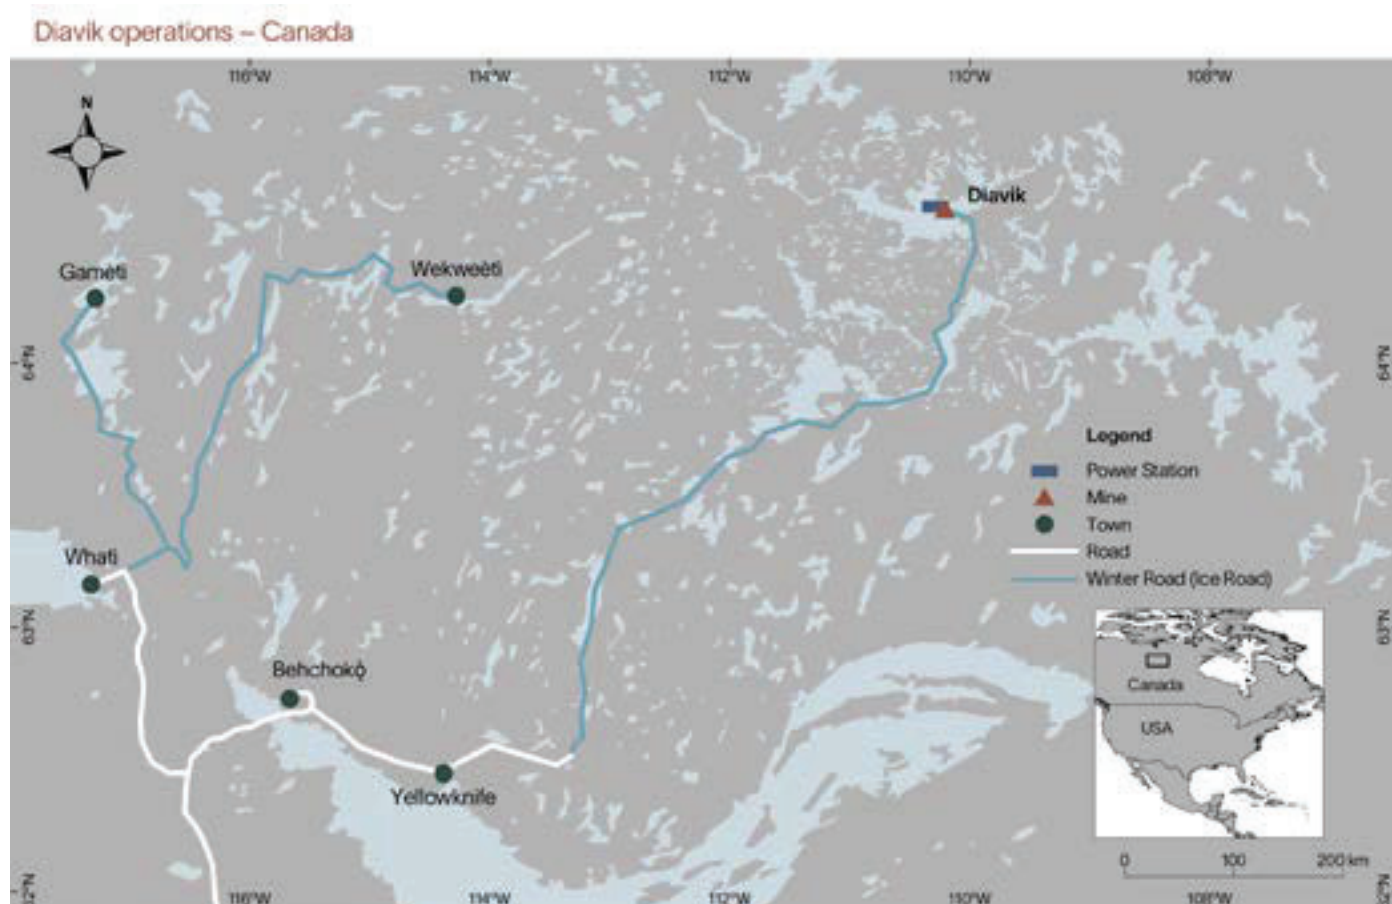 Diavik operations – Canada
116°W 114°W 112°W 110°W 108°W
N
Diavik
Gamèti
Wekweètì
64°N 64°N
Legend
Power Station
Mine
Town
Road
Winter Road (Ice Road)
Whatì
63°N 63°N
Behchokǫ̀
Canada
USA
Yellowknife
0 100 200 km
62°N 62°N
116°W 114°W 112°W 110°W 108°W